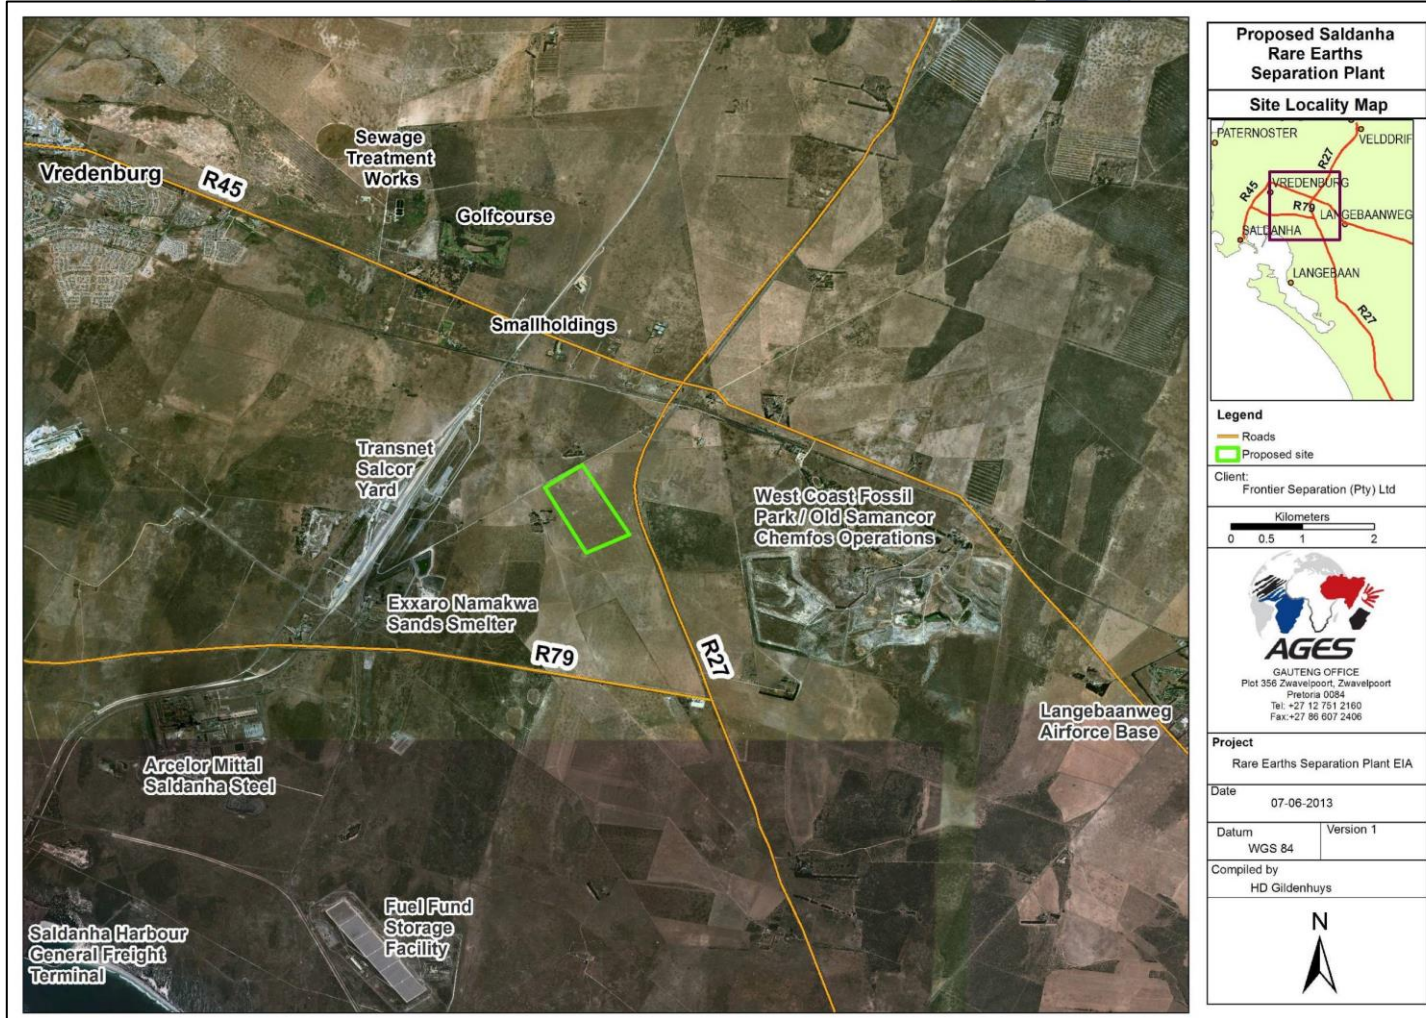 Sewage
Treatment
Works
Vredenburg
R45
Golfcourse
Smallholdings
Transnet
Salcor
Yard
West Coast Fossil
Park / Old Samancor
Chemfos Operations
Exxaro Namakwa
Sands Smelter
R79
R27
Langebaanweg
Airforce Base
Arcelor Mittal
Saldanha Steel
Fuel Fund
Storage
Facility
Saldanha Harbour
General Freight
Terminal
Proposed Saldanha
Rare Earths
Separation Plant
Site Locality Map
PATERNOSTER
VELDDRIF
R27
VREDENBURG
R45
R79
LANGEBAANWEG
SALDANHA
LANGEBAAN
R27
Legend
Roads
Proposed site
Client:
Frontier Separation (Pty) Ltd
Kilometers
0 0.5 1 2
AGES
GAUTENG OFFICE
Plot 356 Zwavelpoort, Zwavelpoort
Pretoria 0084
Tel: +27 12 751 2160
Fax:+27 86 607 2406
Project
Rare Earths Separation Plant EIA
Date
07-06-2013
Datum
WGS 84
Version 1
Compiled by
HD Gildenhuys
N